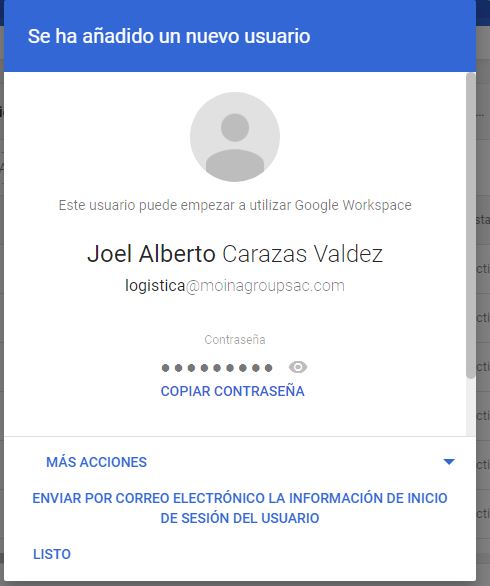 Se ha añadido un nuevo usuario
Este usuario puede empezar a utilizar Google Workspace
Joel Alberto Carazas Valdez
logistica@moinagroupsac.com
Contraseña
COPIAR CONTRASEÑA
MÁS ACCIONES
ENVIAR POR CORREO ELECTRÓNICO LA INFORMACIÓN DE INICIO
DE SESIÓN DEL USUARIO
LISTO